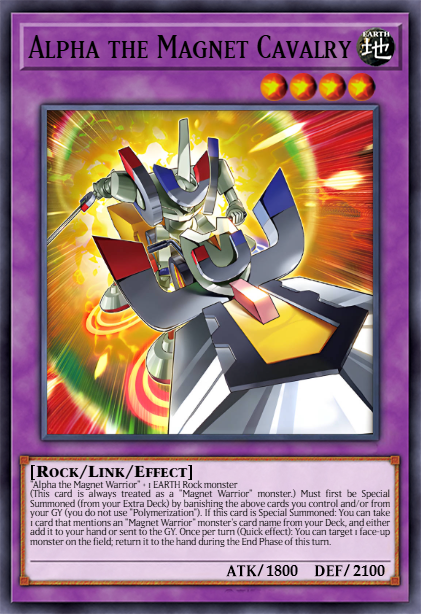 ALPHA THE MAGNET CAVALRY
EARTH
地
[ROCK/LINK/EFFECT]
"Alpha the Magnet Warrior" - 1 EARTH Rock monster
(This card is always treated as a "Magnet Warrior" monster.) Must first be Special
Summoned (from your Extra Deck) by banishing the above cards you control and/or from
your GY (you do not use "Polymerization"). If this card is Special Summoned: You can take
1 card that mentions an "Magnet Warrior" monster's card name from your Deck, and either
add it to your hand or send it to the GY. Once per turn (Quick effect): You can target 1 face-up
monster on the field; return it to the hand during the End Phase of this turn.
ATK/1800 DEF/2100